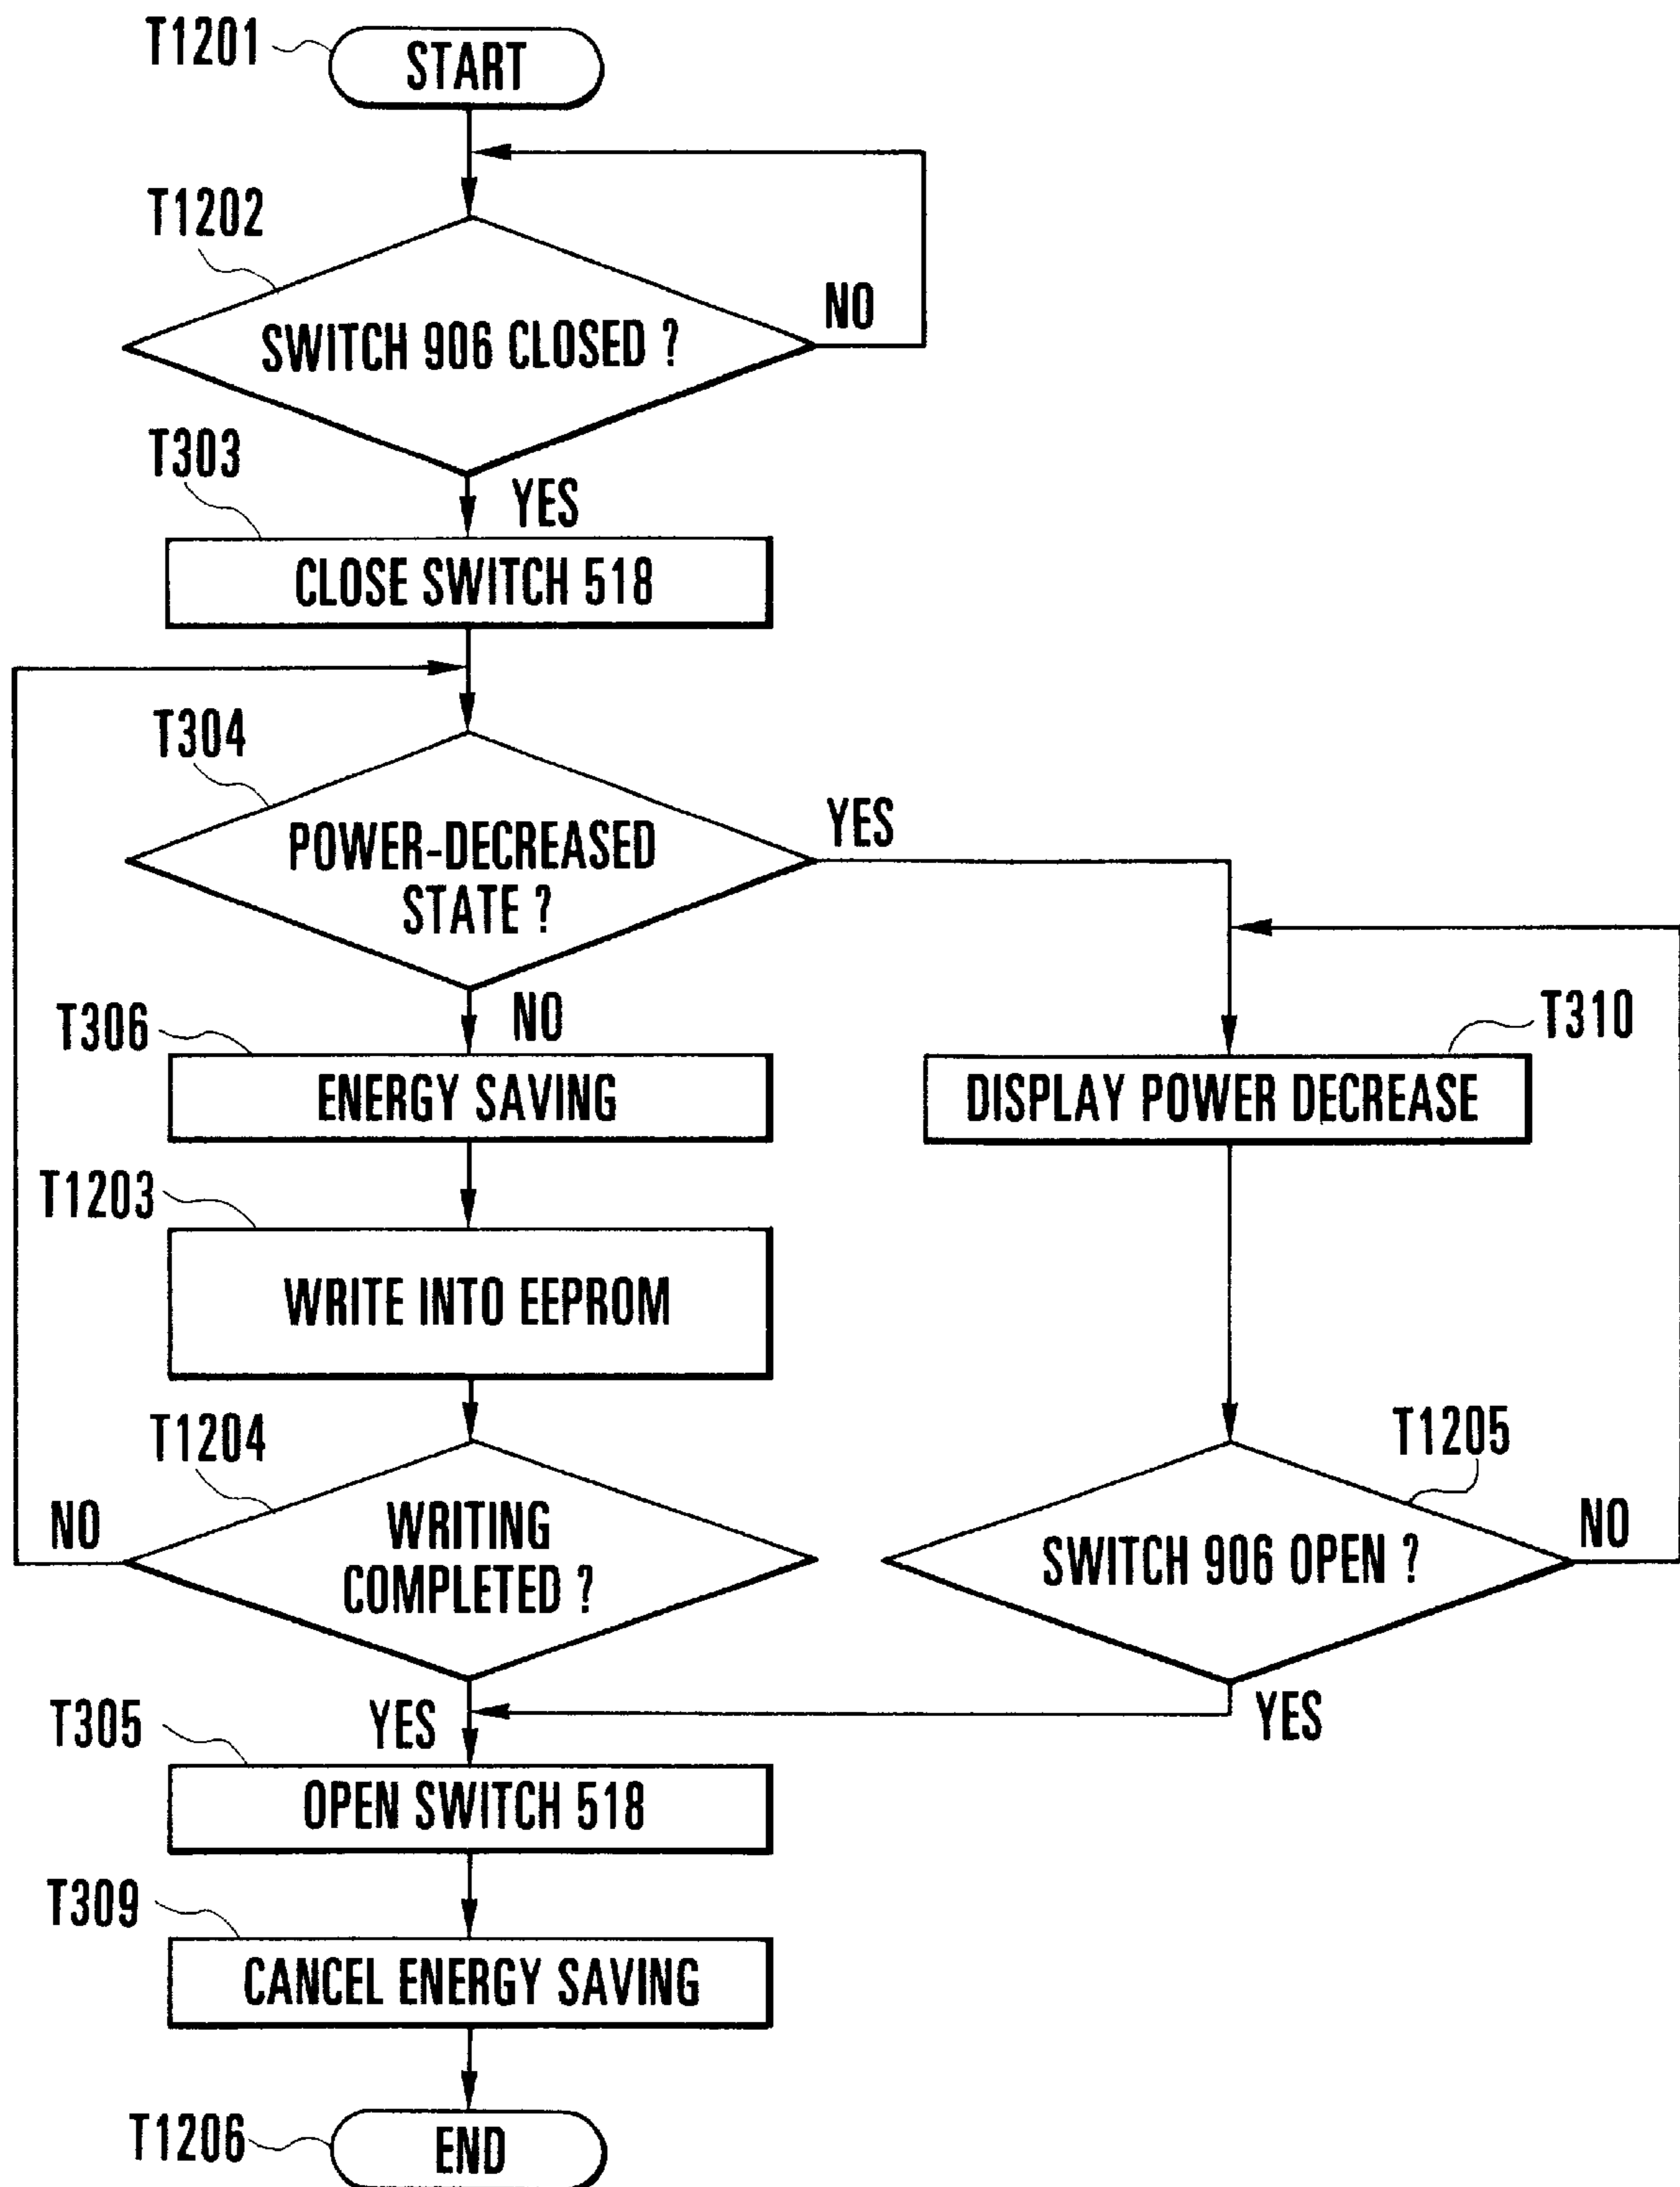 T1201
START
T1202
NO
SWITCH 906 CLOSED ?
T303
YES
CLOSE SWITCH 518
T304
YES
POWER-DECREASED
STATE ?
NO
T306
T310
ENERGY SAVING
DISPLAY POWER DECREASE
T1203
WRITE INTO EEPROM
T1204
T1205
NO
WRITING
COMPLETED ?
SWITCH 906 OPEN ?
NO
YES
YES
T305
OPEN SWITCH 518
T309
CANCEL ENERGY SAVING
T1206
END